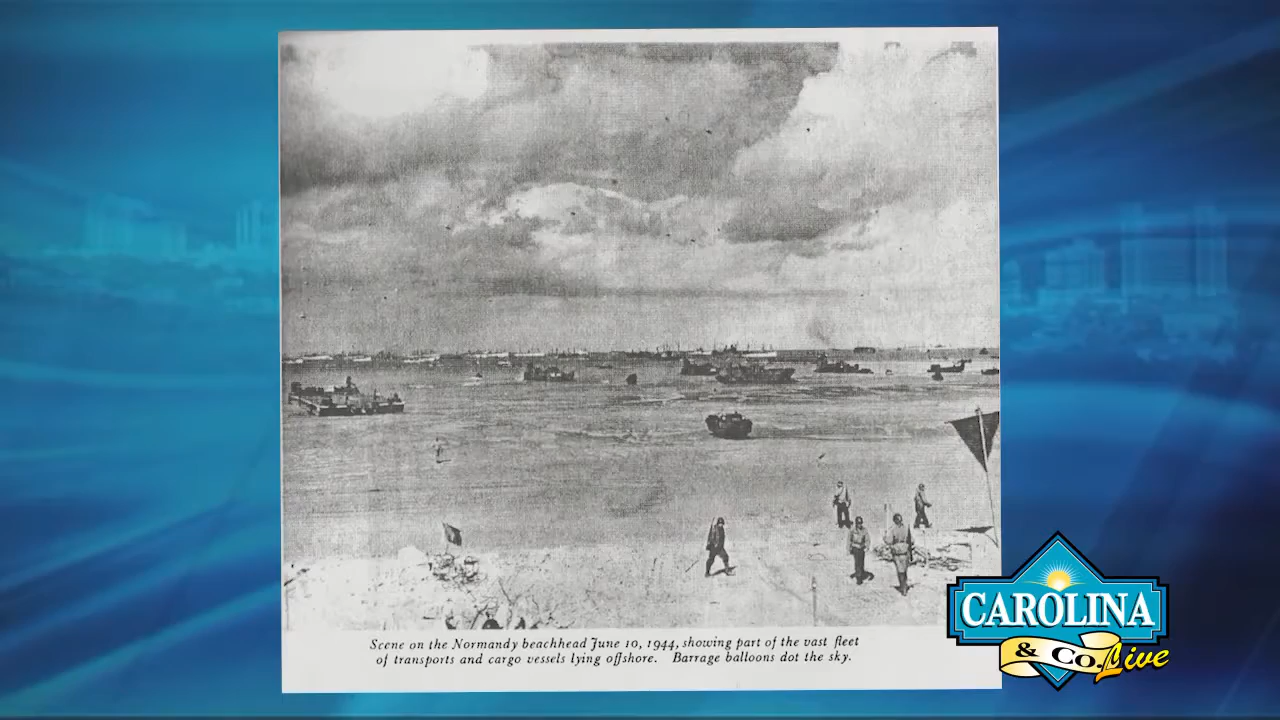 Scene on the Normandy beachhead June 10, 1944, showing part of the vast fleet
of transports and cargo vessels lying offshore. Barrage balloons dot the sky.
CAROLINA
& Co. Live